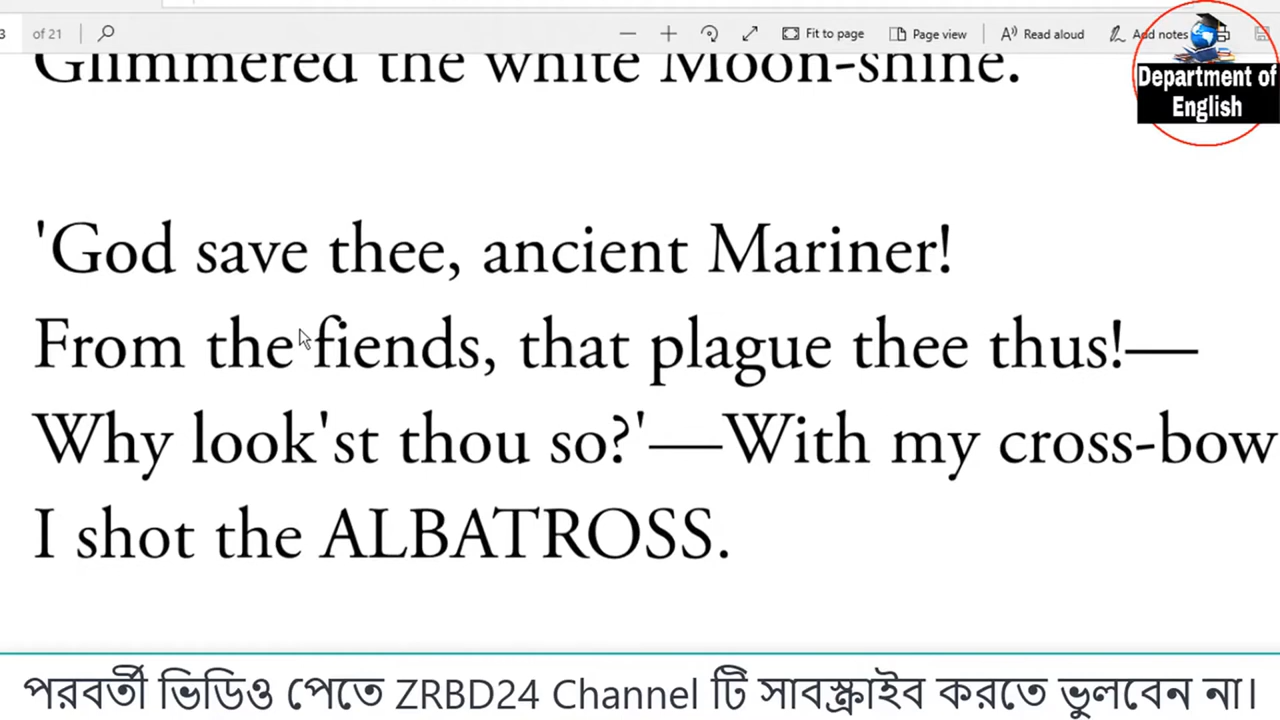 3 of 21 Fit to page Page view Read aloud Add notes
Department of
English
Glimmered the white Moon-shine.
'God save thee, ancient Mariner!
From the fiends, that plague thee thus!—
Why look'st thou so?'—With my cross-bow
I shot the ALBATROSS.
পরবর্তী ভিডিও পেতে ZRBD24 Channel টি সাবস্ক্রাইব করতে ভুলবেন না।